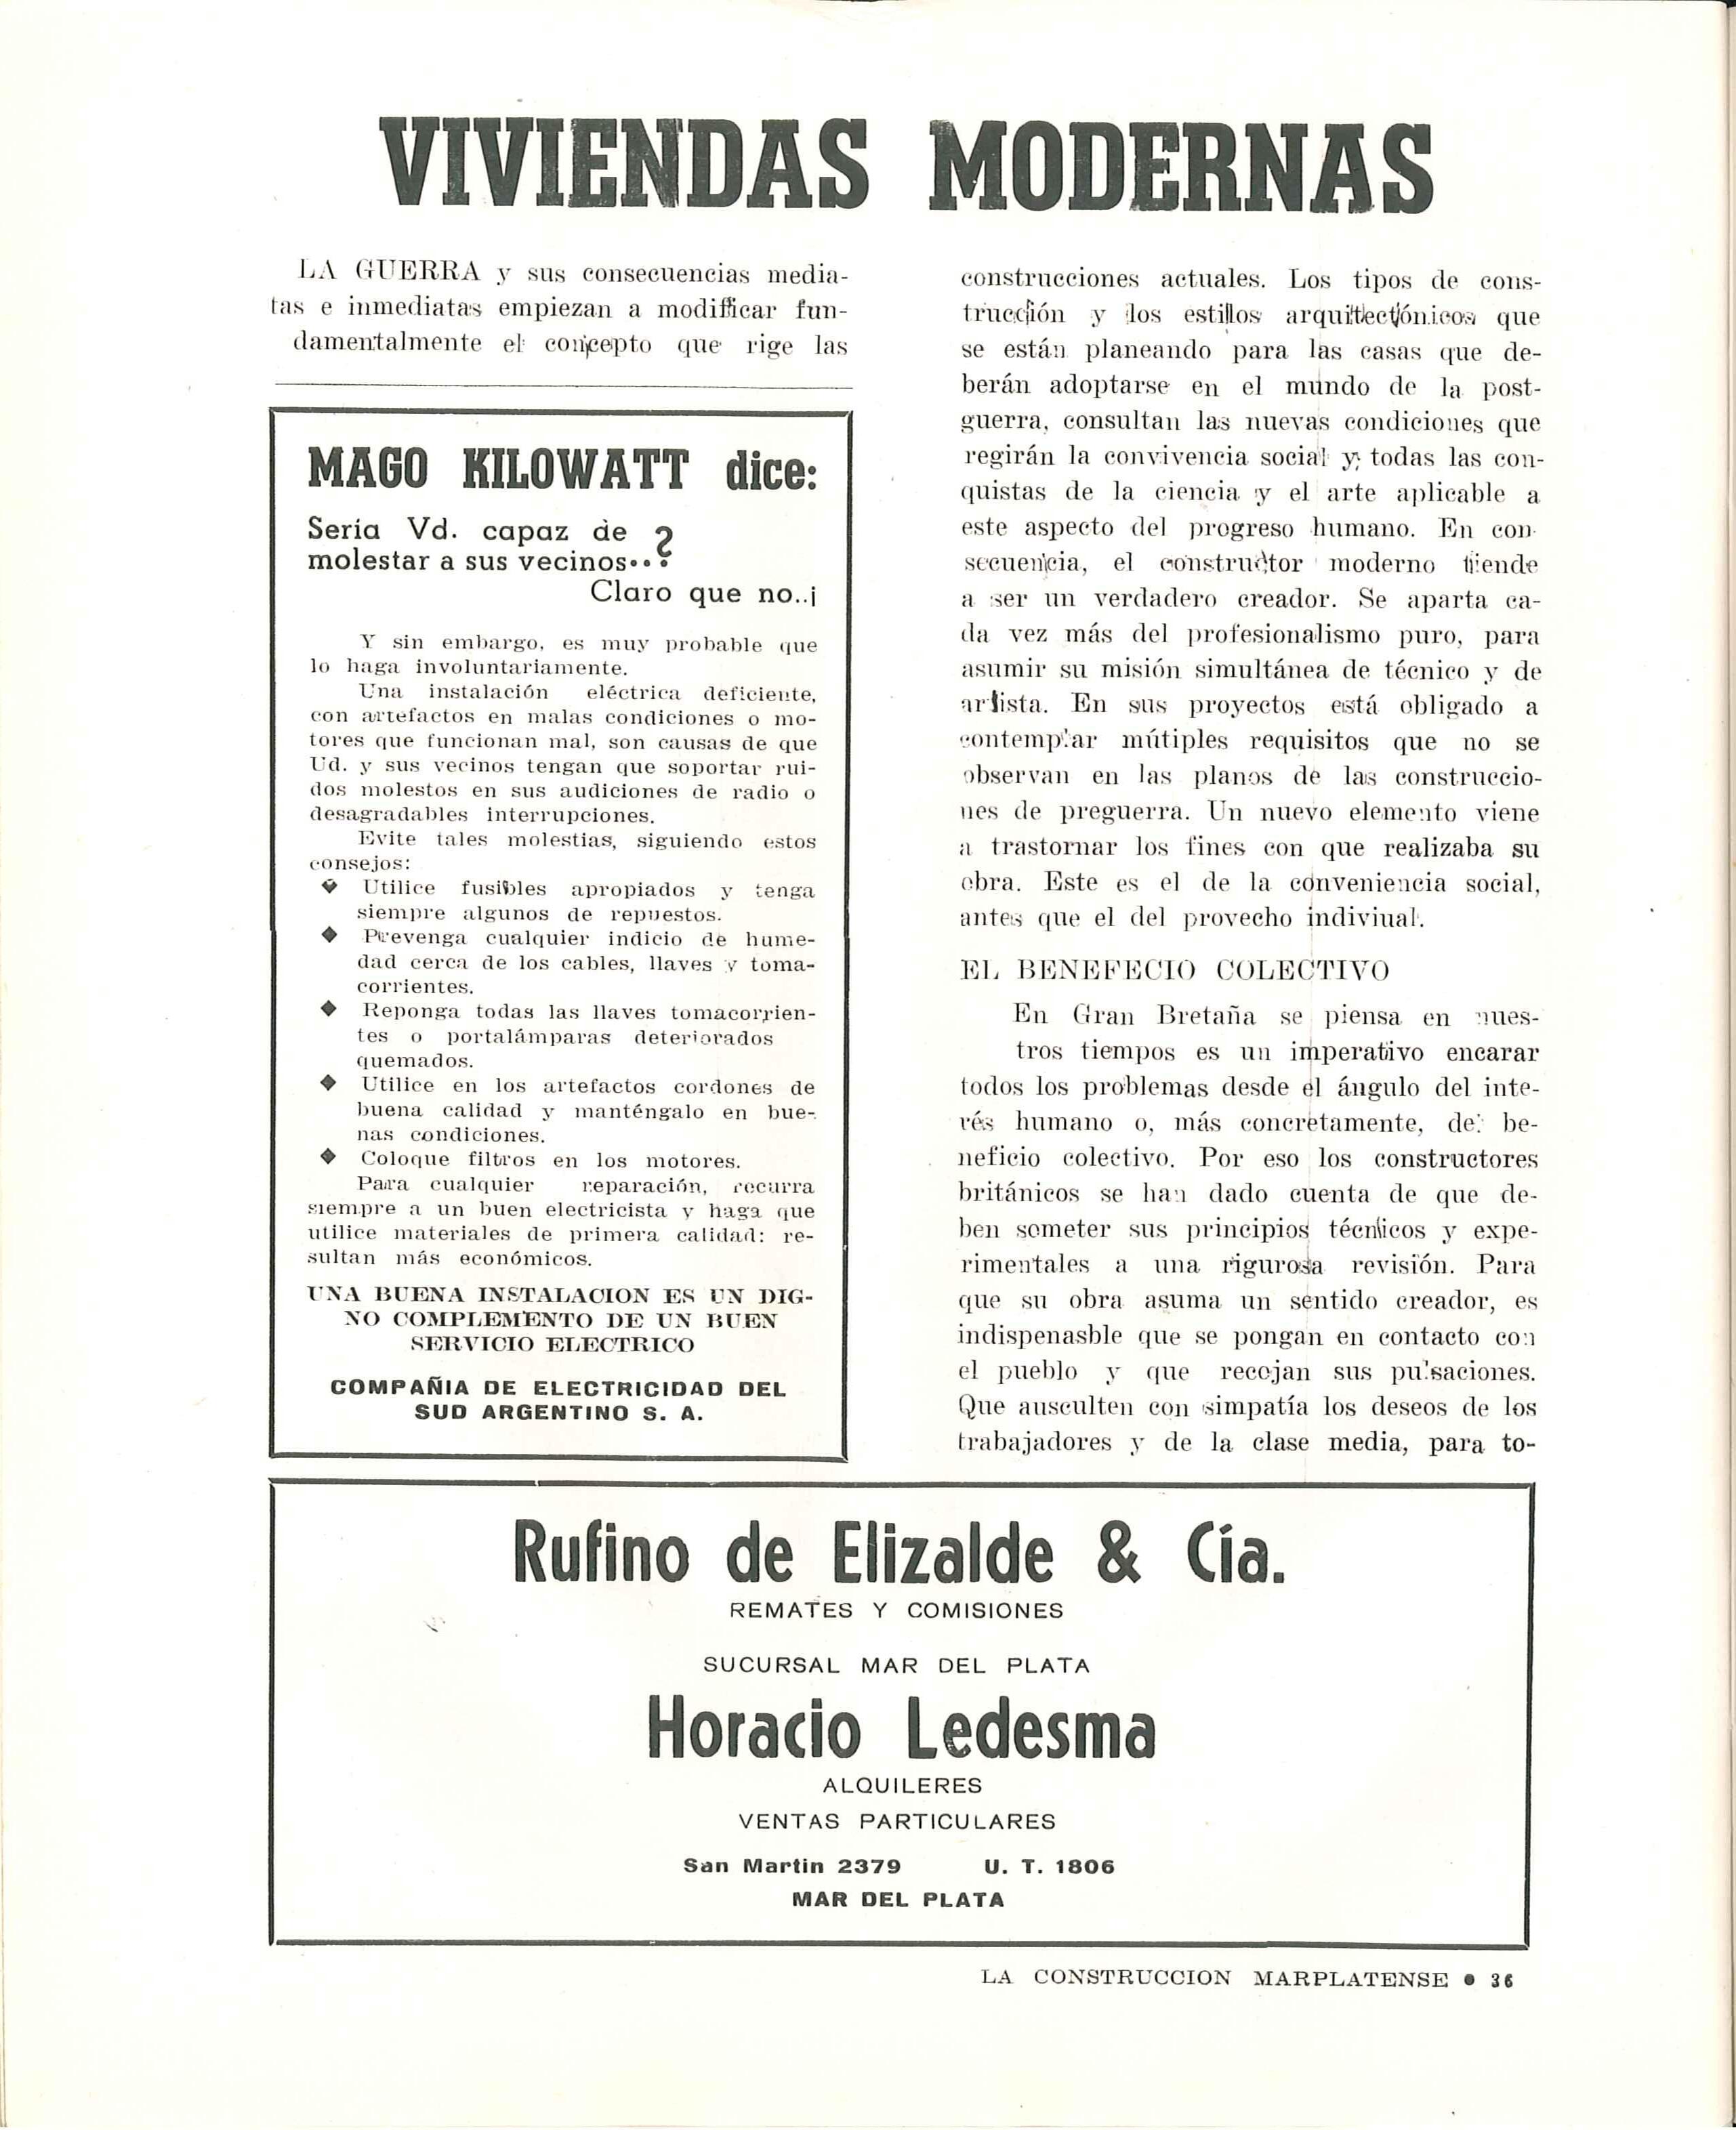 VIVIENDAS MODERNAS
LA GUERRA y sus consecuencias media-
tas e inmediatas empiezan a modificar fun-
damentalmente el concepto que rige las
construcciones actuales. Los tipos de cons-
trucción y los estilos arquitectónicos que
se están planeando para las casas que de-
berán adoptarse en el mundo de la post-
guerra, consultan las nuevas condiciones que
regirán la convivencia social y todas las con-
quistas de la ciencia y el arte aplicable a
este aspecto del progreso humano. En con-
secuencia, el constructor moderno tiende
a ser un verdadero creador. Se aparta ca-
da vez más del profesionalismo puro, para
asumir su misión simultánea de técnico y de
artista. En sus proyectos está obligado a
contemplar mútiples requisitos que no se
observan en las planos de las construccio-
nes de preguerra. Un nuevo elemento viene
a trastornar los fines con que realizaba su
obra. Este es el de la conveniencia social,
antes que el del provecho indiviual.
EL BENEFECIO COLECTIVO
En Gran Bretaña se piensa en nues-
tros tiempos es un imperativo encarar
todos los problemas desde el ángulo del inte-
rés humano o, más concretamente, del be-
neficio colectivo. Por eso los constructores
británicos se han dado cuenta de que de-
ben someter sus principios técnicos y expe-
rimentales a una rigurosa revisión. Para
que su obra asuma un sentido creador, es
indispenasble que se pongan en contacto con
el pueblo y que recojan sus pulsaciones.
Que ausculten con simpatía los deseos de los
trabajadores y de la clase media, para to-
MAGO KILOWATT dice:
Seria Vd. capaz de
molestar a sus vecinos...?
Claro que no..¡
Y sin embargo, es muy probable que
lo haga involuntariamente.
Una instalación eléctrica deficiente,
con artefactos en malas condiciones o mo-
tores que funcionan mal, son causas de que
Ud. y sus vecinos tengan que soportar rui-
dos molestos en sus audiciones de radio o
desagradables interrupciones.
Evite tales molestias, siguiendo estos
consejos:
◆ Utilice fusibles apropiados y tenga
siempre algunos de repuestos.
◆ Prevenga cualquier indicio de hume-
dad cerca de los cables, llaves y toma-
corrientes.
◆ Reponga todas las llaves tomacorrien-
tes o portalámparas deteriorados
quemados.
◆ Utilice en los artefactos cordones de
buena calidad y manténgalo en bue-
nas condiciones.
◆ Coloque filtros en los motores.
Para cualquier reparación, recurra
siempre a un buen electricista y haga que
utilice materiales de primera calidad: re-
sultan más económicos.
UNA BUENA INSTALACION ES UN DIG-
NO COMPLEMENTO DE UN BUEN
SERVICIO ELECTRICO
COMPAÑIA DE ELECTRICIDAD DEL
SUD ARGENTINO S. A.
Rufino de Elizalde & Cía.
REMATES Y COMISIONES
SUCURSAL MAR DEL PLATA
Horacio Ledesma
ALQUILERES
VENTAS PARTICULARES
San Martin 2379 U. T. 1806
MAR DEL PLATA
LA CONSTRUCCION MARPLATENSE ● 36